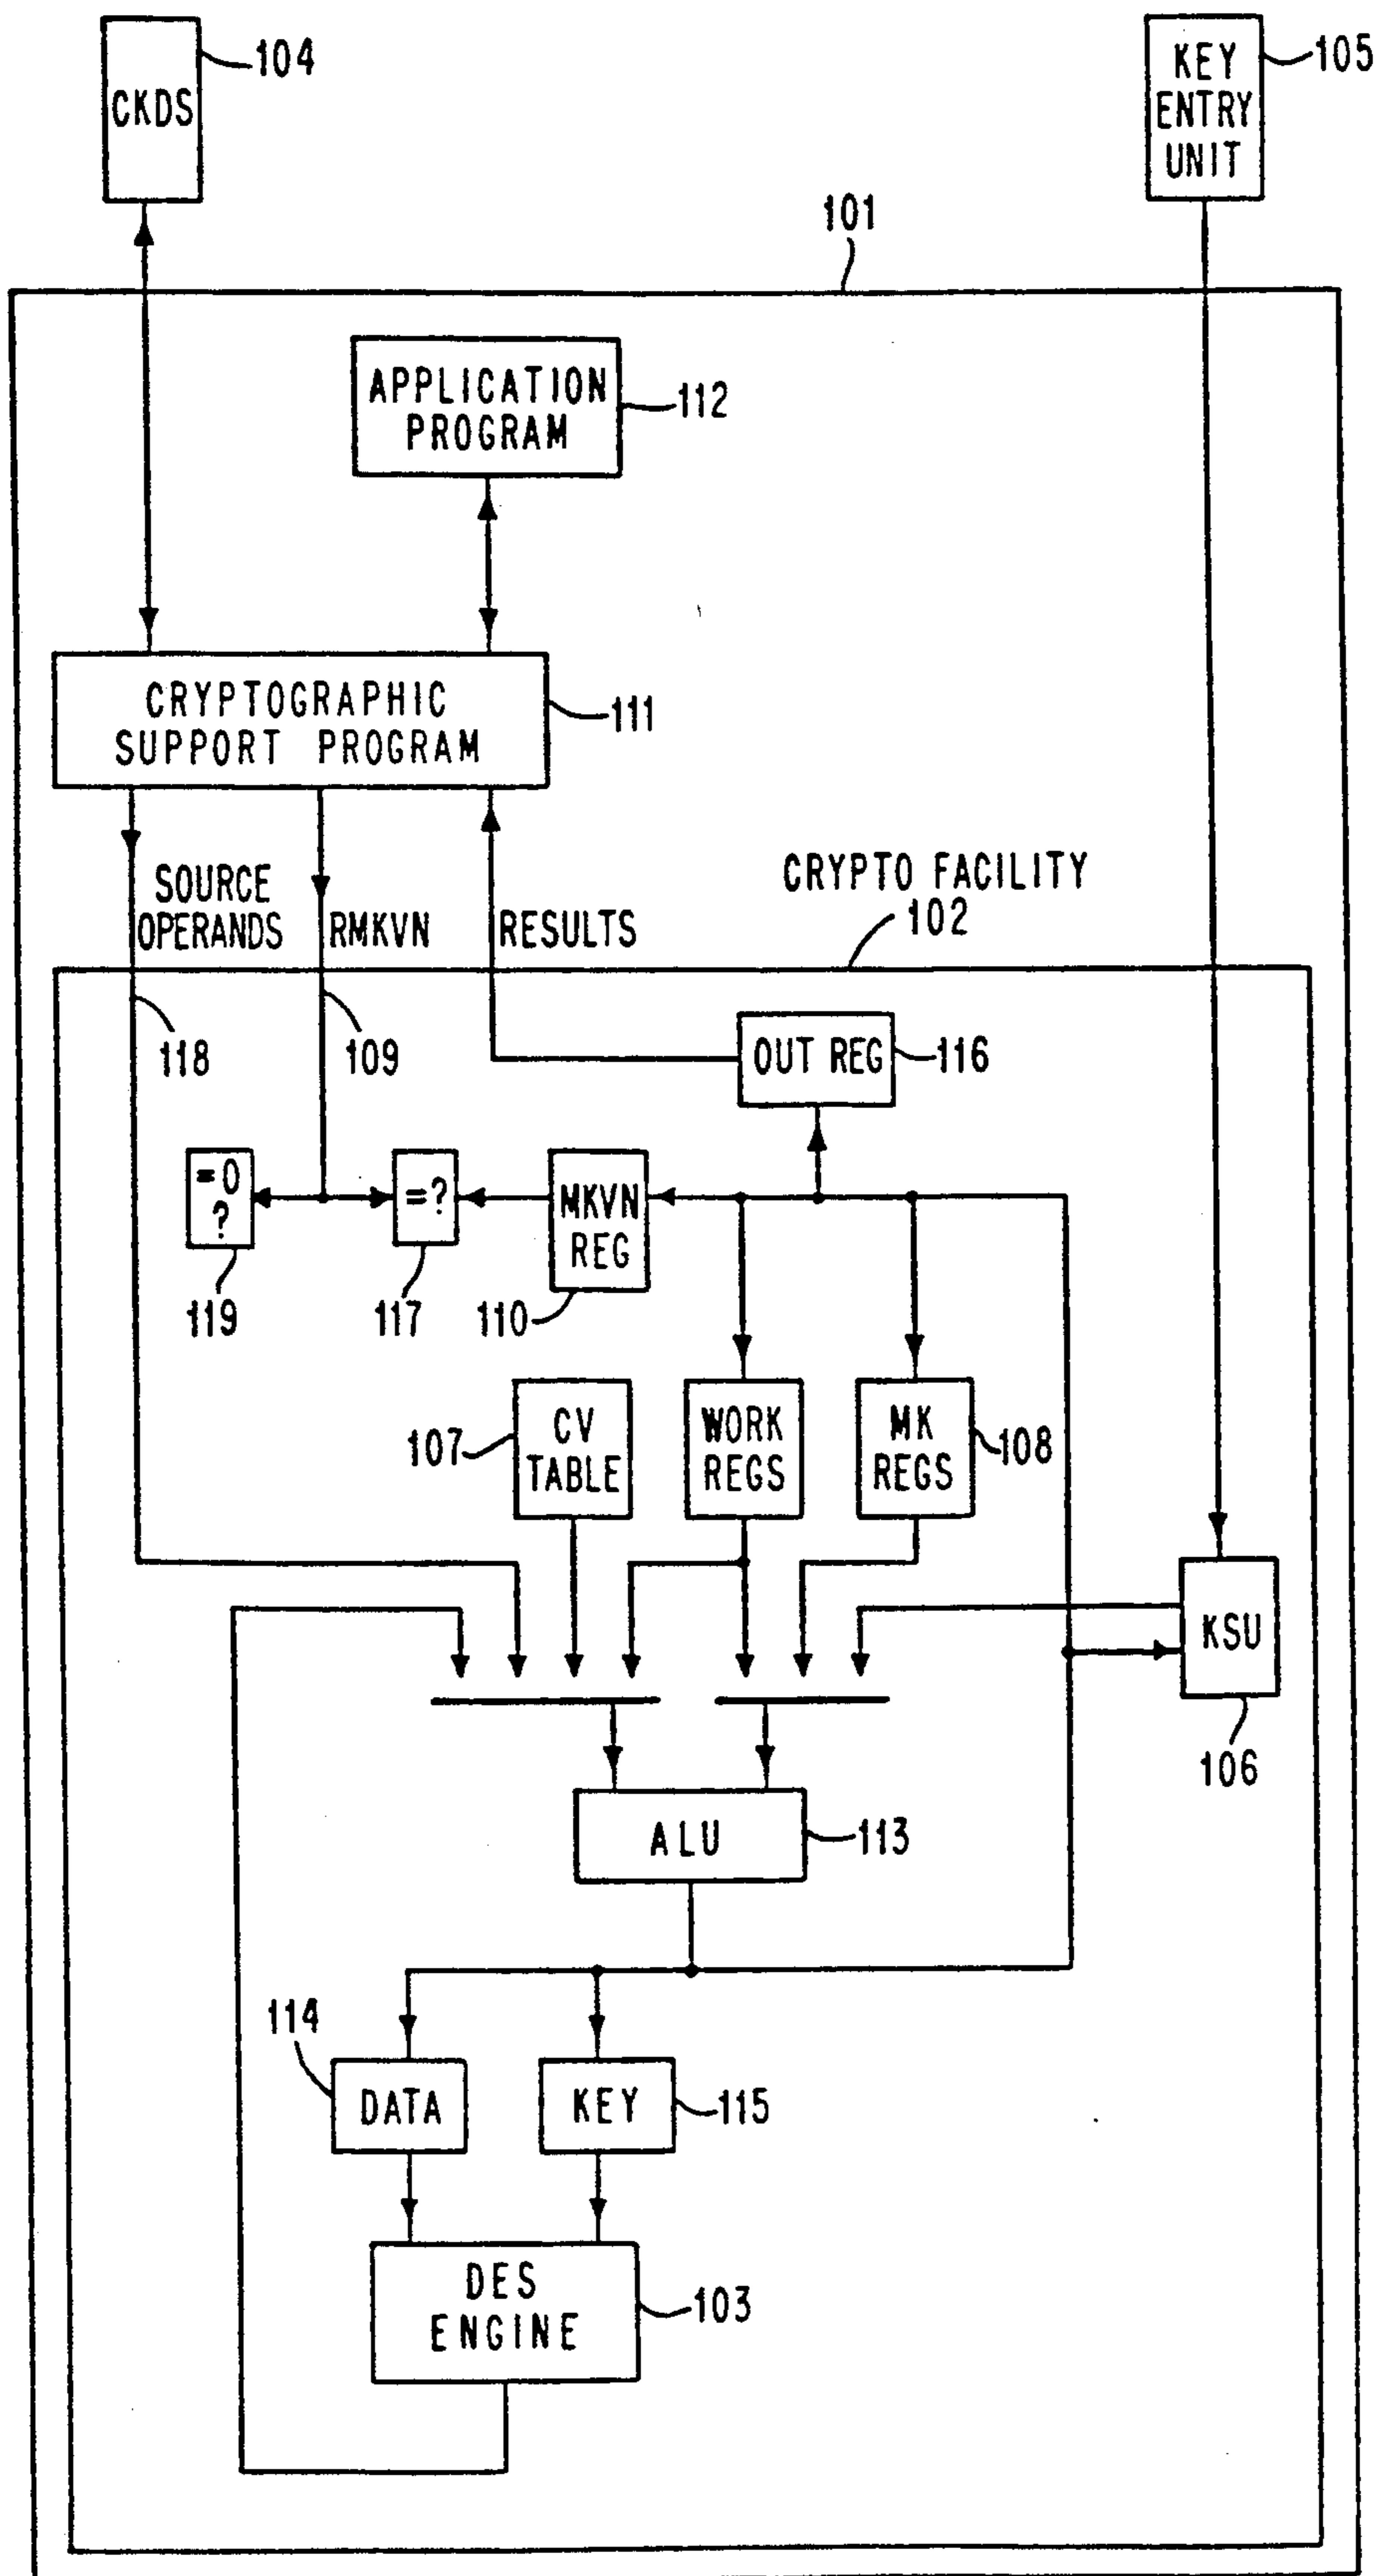 CKDS
104
KEY
ENTRY
UNIT
105
101
APPLICATION
PROGRAM
112
CRYPTOGRAPHIC
SUPPORT PROGRAM
111
SOURCE
OPERANDS
RMKVN
RESULTS
CRYPTO FACILITY
102
118
109
OUT REG
116
=0
?
119
=?
117
MKVN
REG
110
CV
TABLE
107
WORK
REGS
MK
REGS
108
KSU
106
ALU
113
114
DATA
KEY
115
DES
ENGINE
103